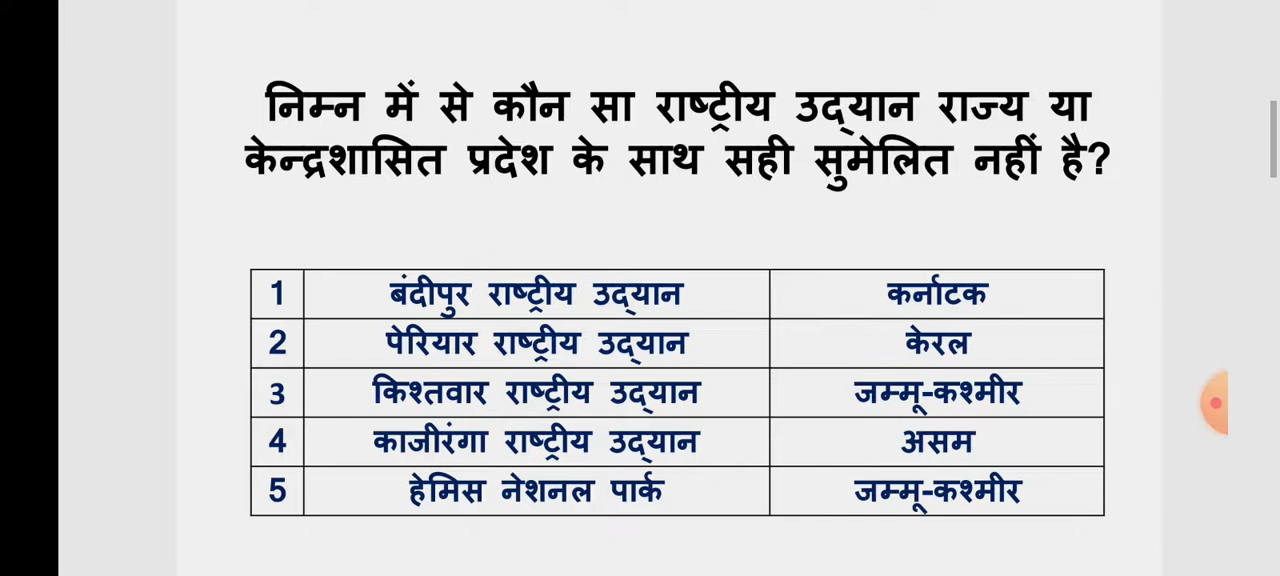 निम्न में से कौन सा राष्ट्रीय उद्यान राज्य या
केन्द्रशासित प्रदेश के साथ सही सुमेलित नहीं है?
1 बंदीपुर राष्ट्रीय उद्यान कर्नाटक
2 पेरियार राष्ट्रीय उद्यान केरल
3 किश्तवार राष्ट्रीय उद्यान जम्मू-कश्मीर
4 काजीरंगा राष्ट्रीय उद्यान असम
5 हेमिस नेशनल पार्क जम्मू-कश्मीर